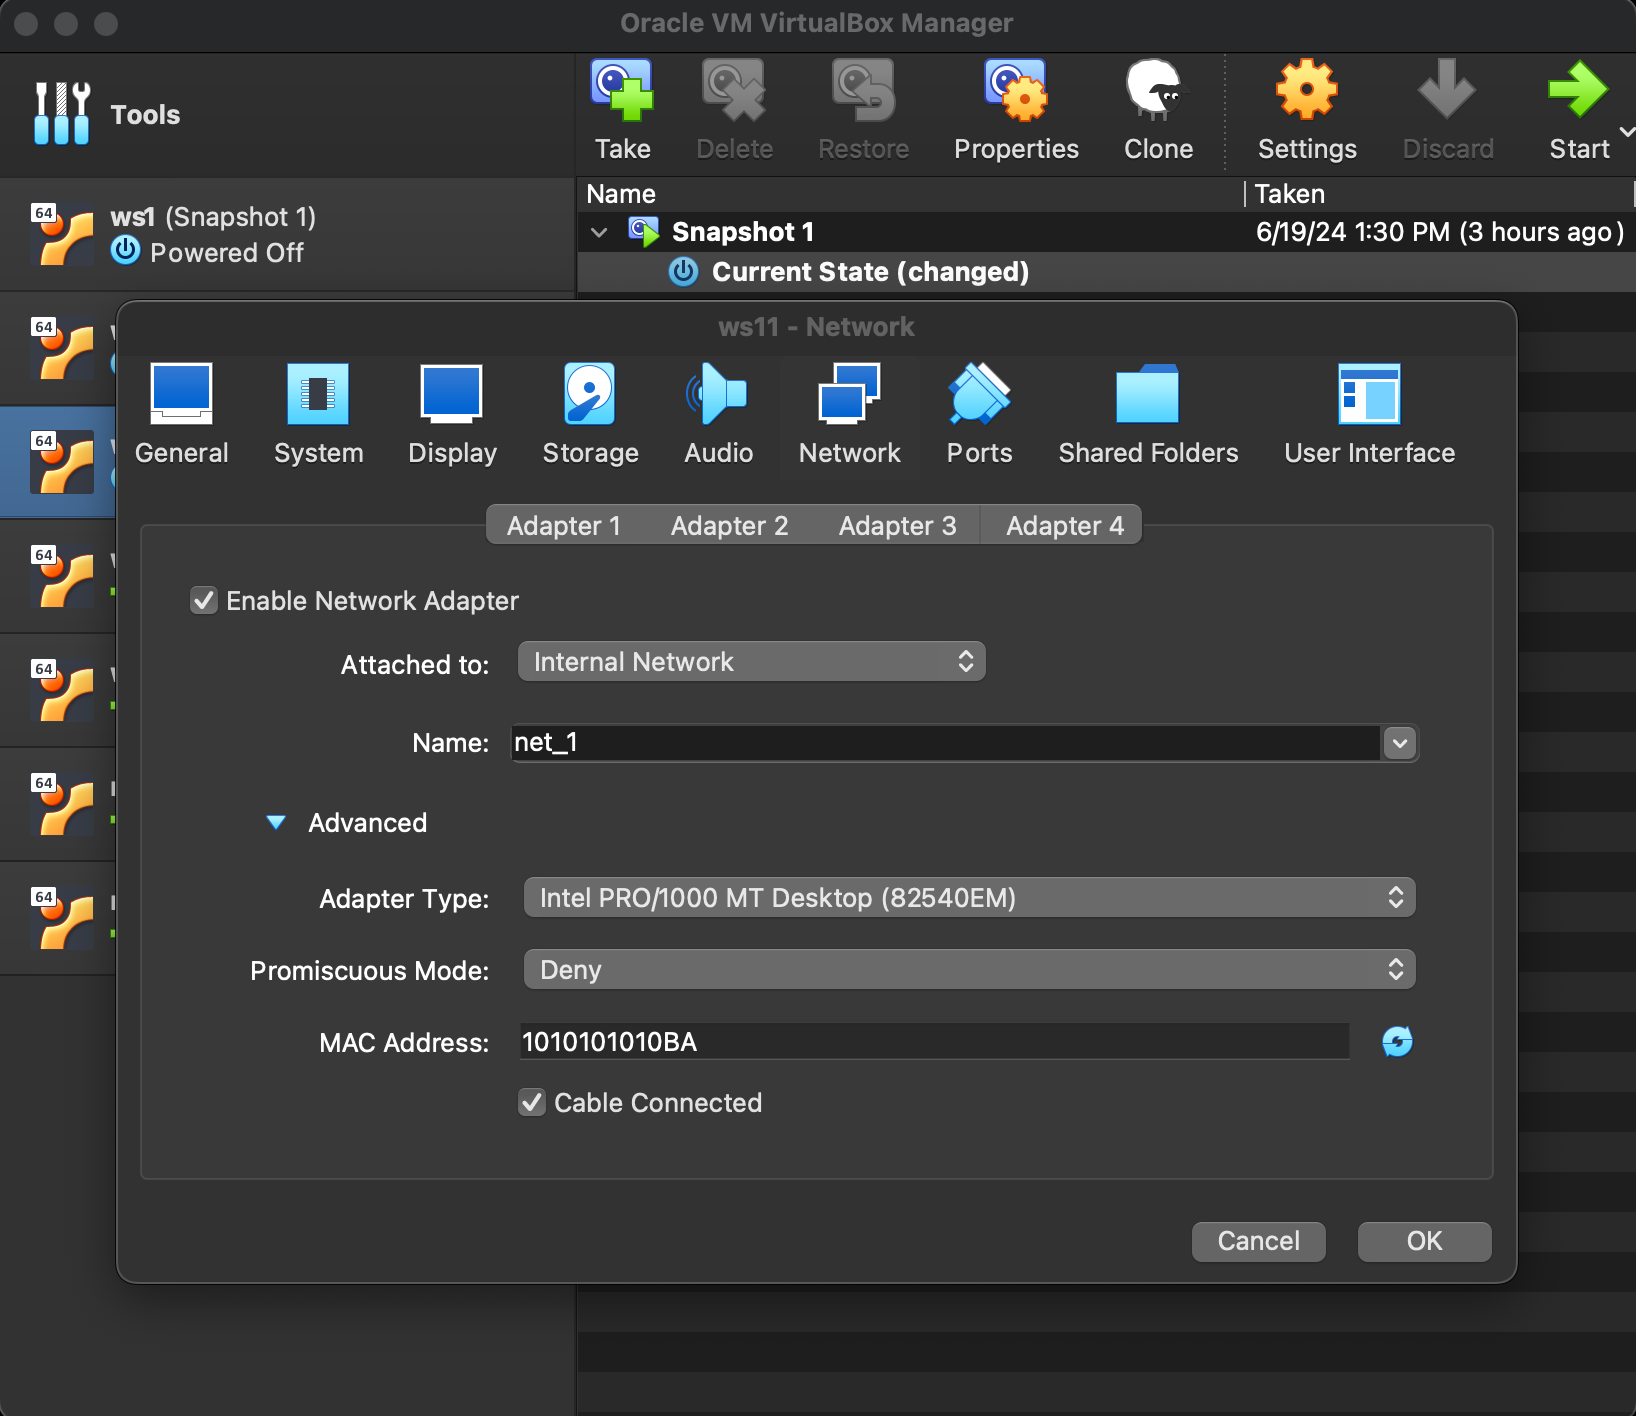 Oracle VM VirtualBox Manager
Tools
Take
Delete
Restore
Properties
Clone
Settings
Discard
Start
Name
Taken
64
ws1 (Snapshot 1)
Powered Off
Snapshot 1
6/19/24 1:30 PM (3 hours ago)
Current State (changed)
64
64
64
64
64
64
ws11 - Network
General
System
Display
Storage
Audio
Network
Ports
Shared Folders
User Interface
Adapter 1
Adapter 2
Adapter 3
Adapter 4
Enable Network Adapter
Attached to:
Internal Network
Name:
net_1
Advanced
Adapter Type:
Intel PRO/1000 MT Desktop (82540EM)
Promiscuous Mode:
Deny
MAC Address:
1010101010BA
Cable Connected
Cancel
OK